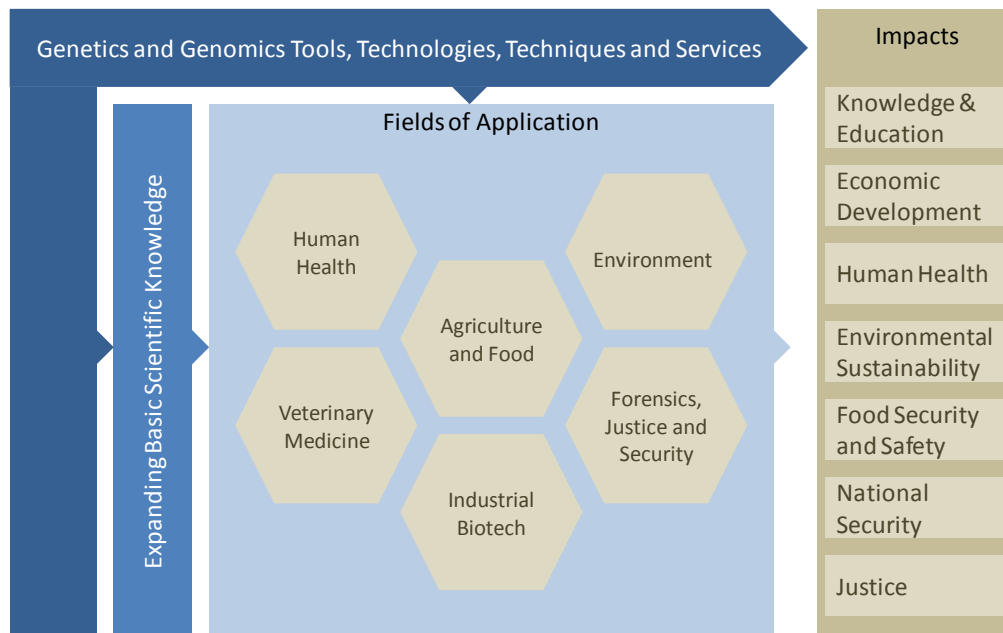 Genetics and Genomics Tools, Technologies, Techniques and Services
Expanding Basic Scientific Knowledge
Fields of Application
Human
Health
Environment
Agriculture
and Food
Veterinary
Medicine
Forensics,
Justice and
Security
Industrial
Biotech
Impacts
Knowledge &
Education
Economic
Development
Human Health
Environmental
Sustainability
Food Security
and Safety
National
Security
Justice